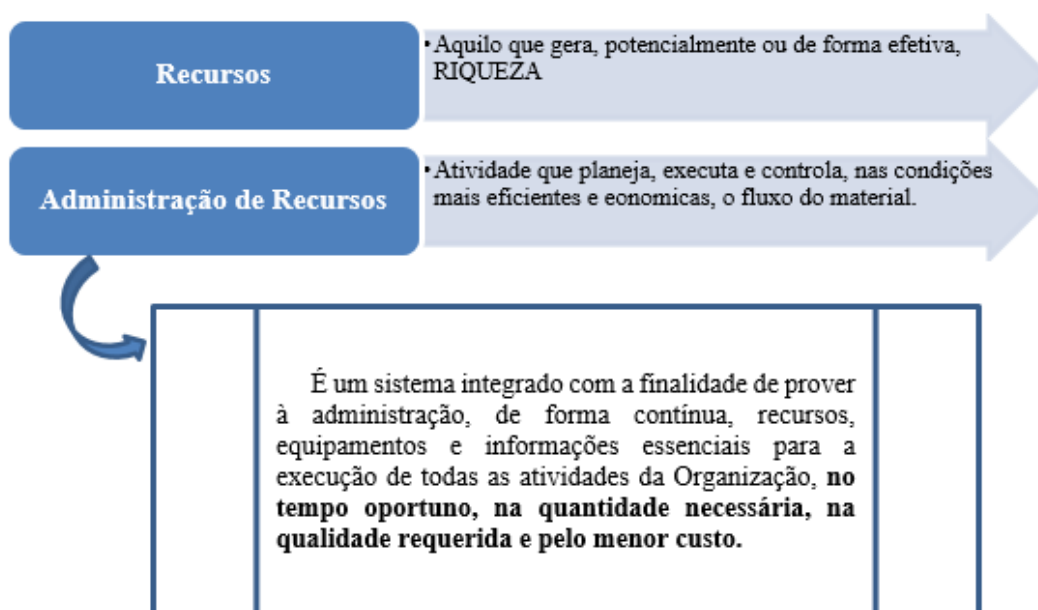 Recursos
•Aquilo que gera, potencialmente ou de forma efetiva,
RIQUEZA
Administração de Recursos
•Atividade que planeja, executa e controla, nas condições
mais eficientes e eonomicas, o fluxo do material.
É um sistema integrado com a finalidade de prover
à administração, de forma contínua, recursos,
equipamentos e informações essenciais para a
execução de todas as atividades da Organização, no
tempo oportuno, na quantidade necessária, na
qualidade requerida e pelo menor custo.